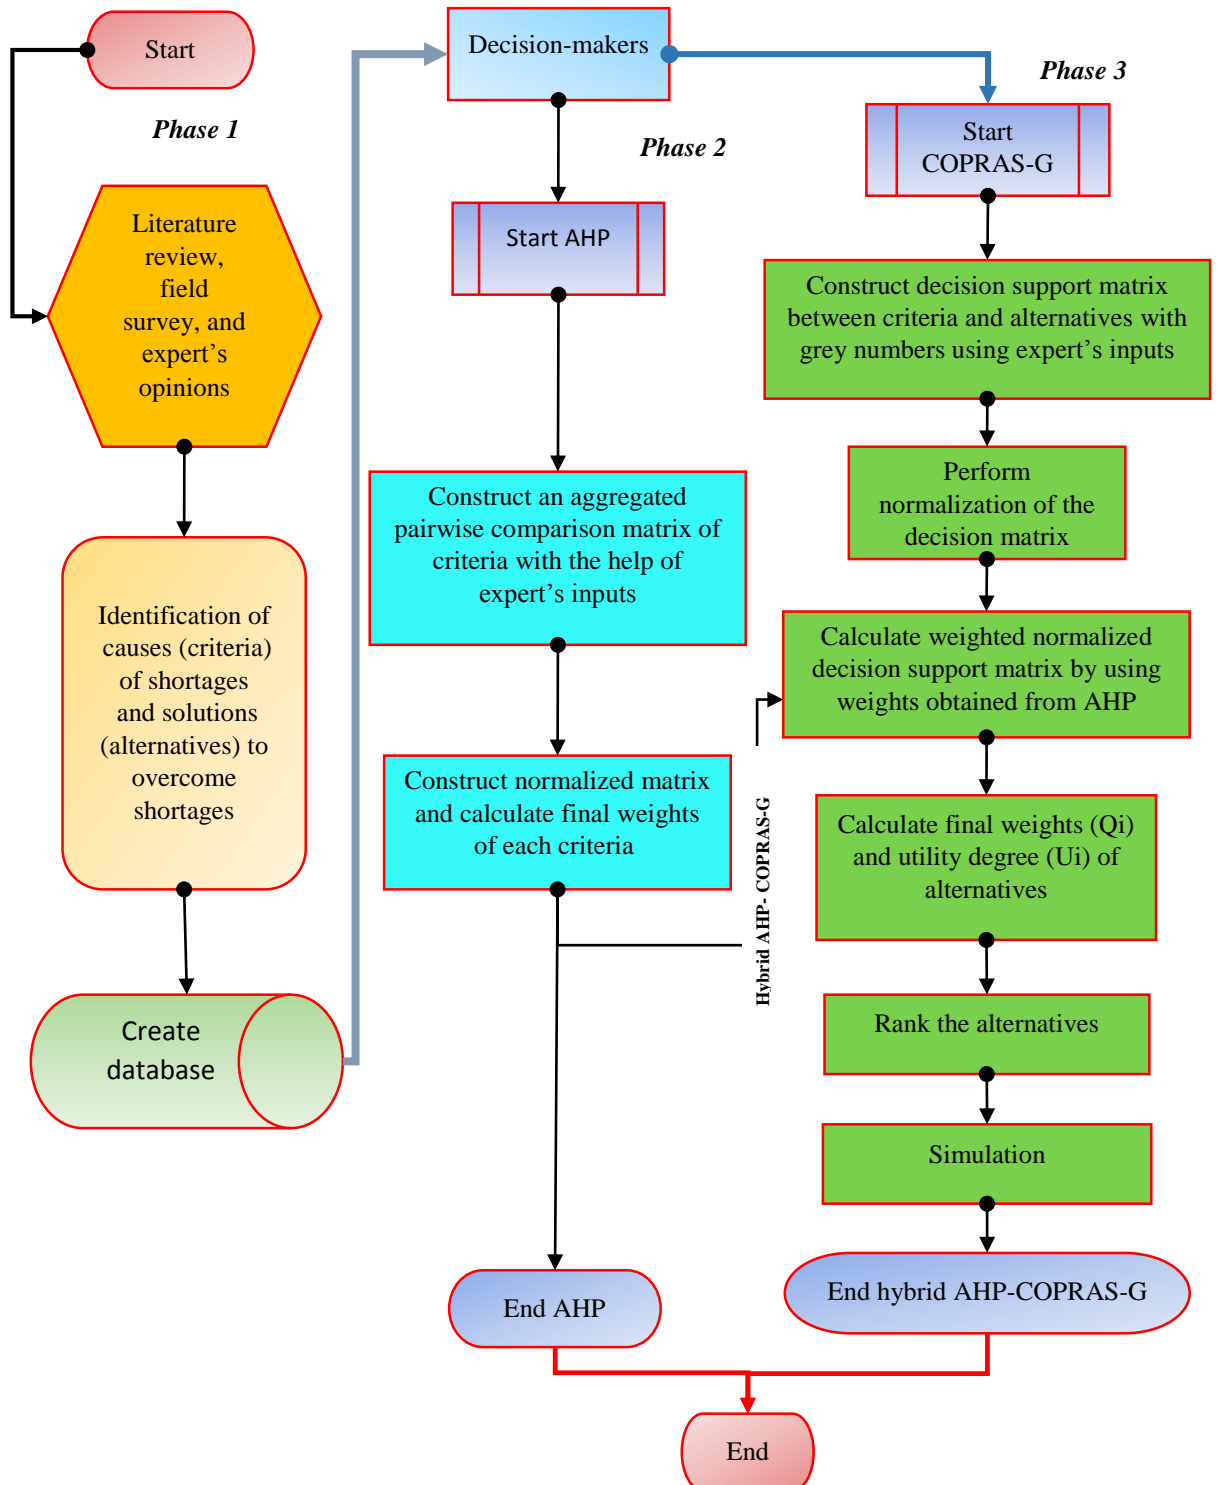 Start
Phase 1
Literature
review,
field
survey, and
expert’s
opinions
Identification of
causes (criteria)
of shortages
and solutions
(alternatives) to
overcome
shortages
Create
database
Decision-makers
Phase 2
Start AHP
Construct an aggregated
pairwise comparison matrix of
criteria with the help of
expert’s inputs
Construct normalized matrix
and calculate final weights
of each criteria
End AHP
Hybrid AHP- COPRAS-G
Phase 3
Start
COPRAS-G
Construct decision support matrix
between criteria and alternatives with
grey numbers using expert’s inputs
Perform
normalization of the
decision matrix
Calculate weighted normalized
decision support matrix by using
weights obtained from AHP
Calculate final weights (Qi)
and utility degree (Ui) of
alternatives
Rank the alternatives
Simulation
End hybrid AHP-COPRAS-G
End